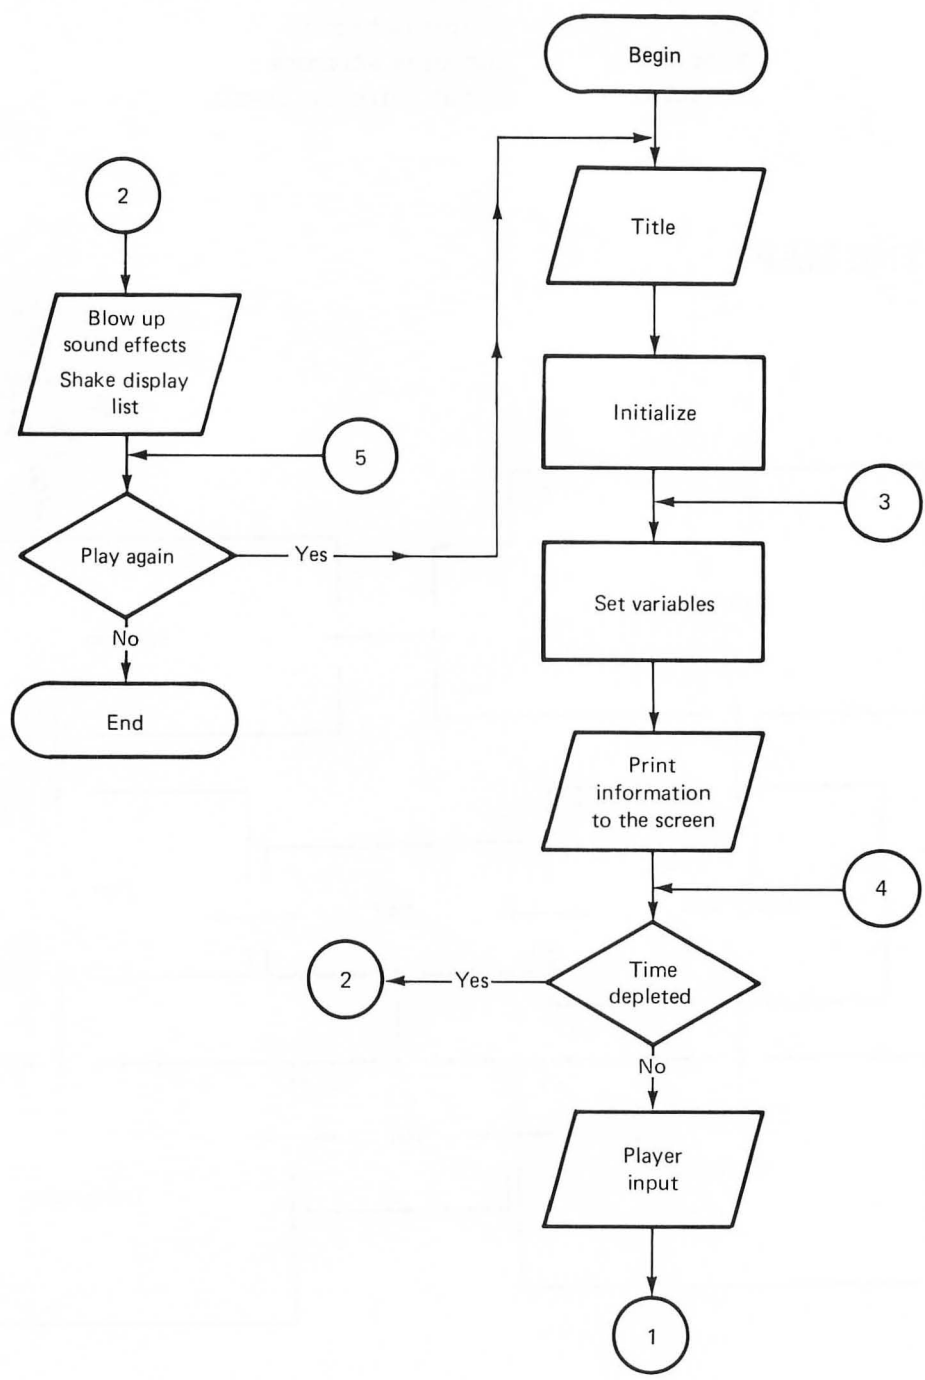 Begin
2
Title
Blow up
sound effects
Shake display
list
Initialize
5
3
Play again
Yes
Set variables
No
End
Print
information
to the screen
4
Time
depleted
Yes
2
No
Player
input
1